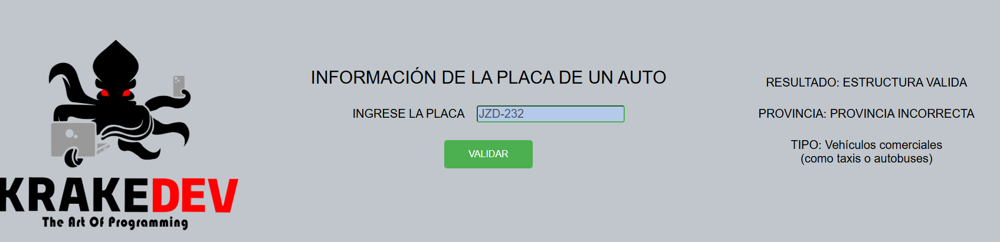 KRAKEDEV
The Art Of Programming
INFORMACIÓN DE LA PLACA DE UN AUTO
INGRESE LA PLACA JZD-232
VALIDAR
RESULTADO: ESTRUCTURA VALIDA
PROVINCIA: PROVINCIA INCORRECTA
TIPO: Vehículos comerciales
(como taxis o autobuses)